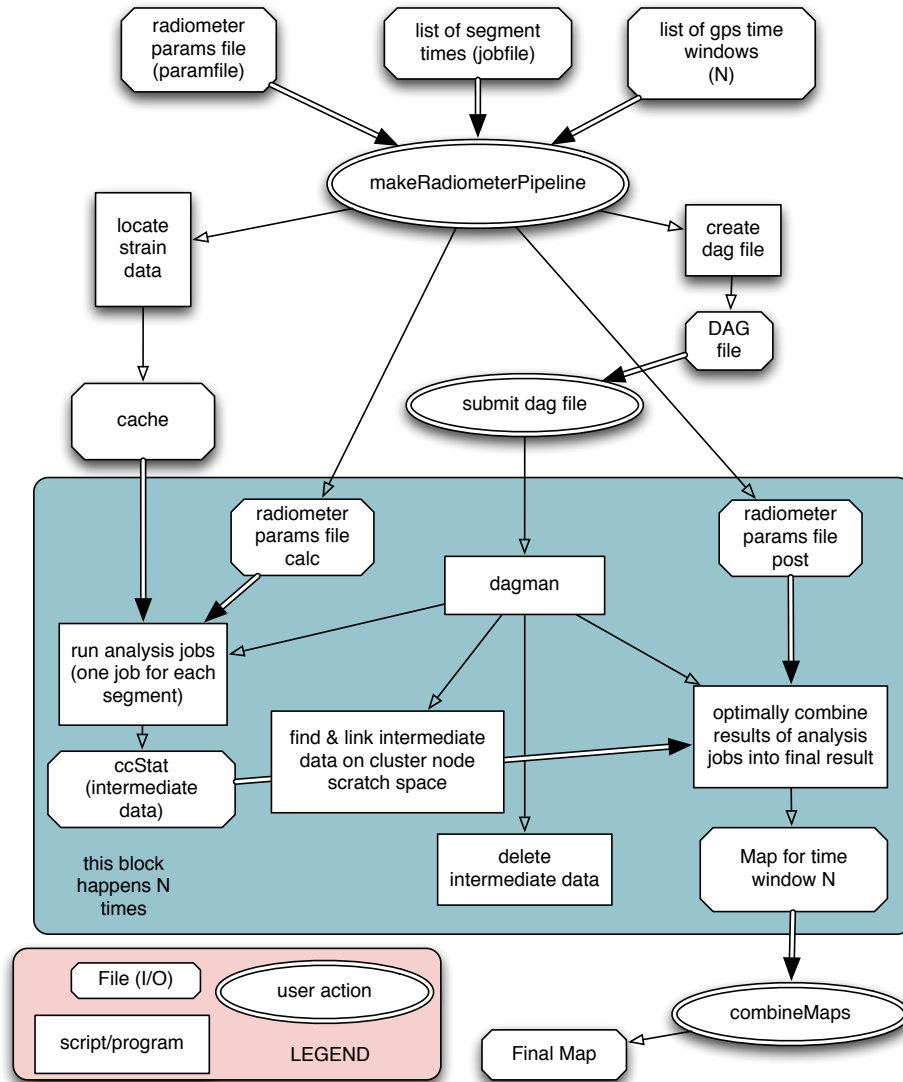 radiometer
params file
(paramfile)
list of segment
times (jobfile)
list of gps time
windows
(N)
makeRadiometerPipeline
locate
strain
data
create
dag file
DAG
file
cache
submit dag file
radiometer
params file
calc
radiometer
params file
post
dagman
run analysis jobs
(one job for each
segment)
find & link intermediate
data on cluster node
scratch space
optimally combine
results of analysis
jobs into final result
ccStat
(intermediate
data)
delete
intermediate data
Map for time
window N
this block
happens N
times
File (I/O)
user action
script/program
LEGEND
combineMaps
Final Map